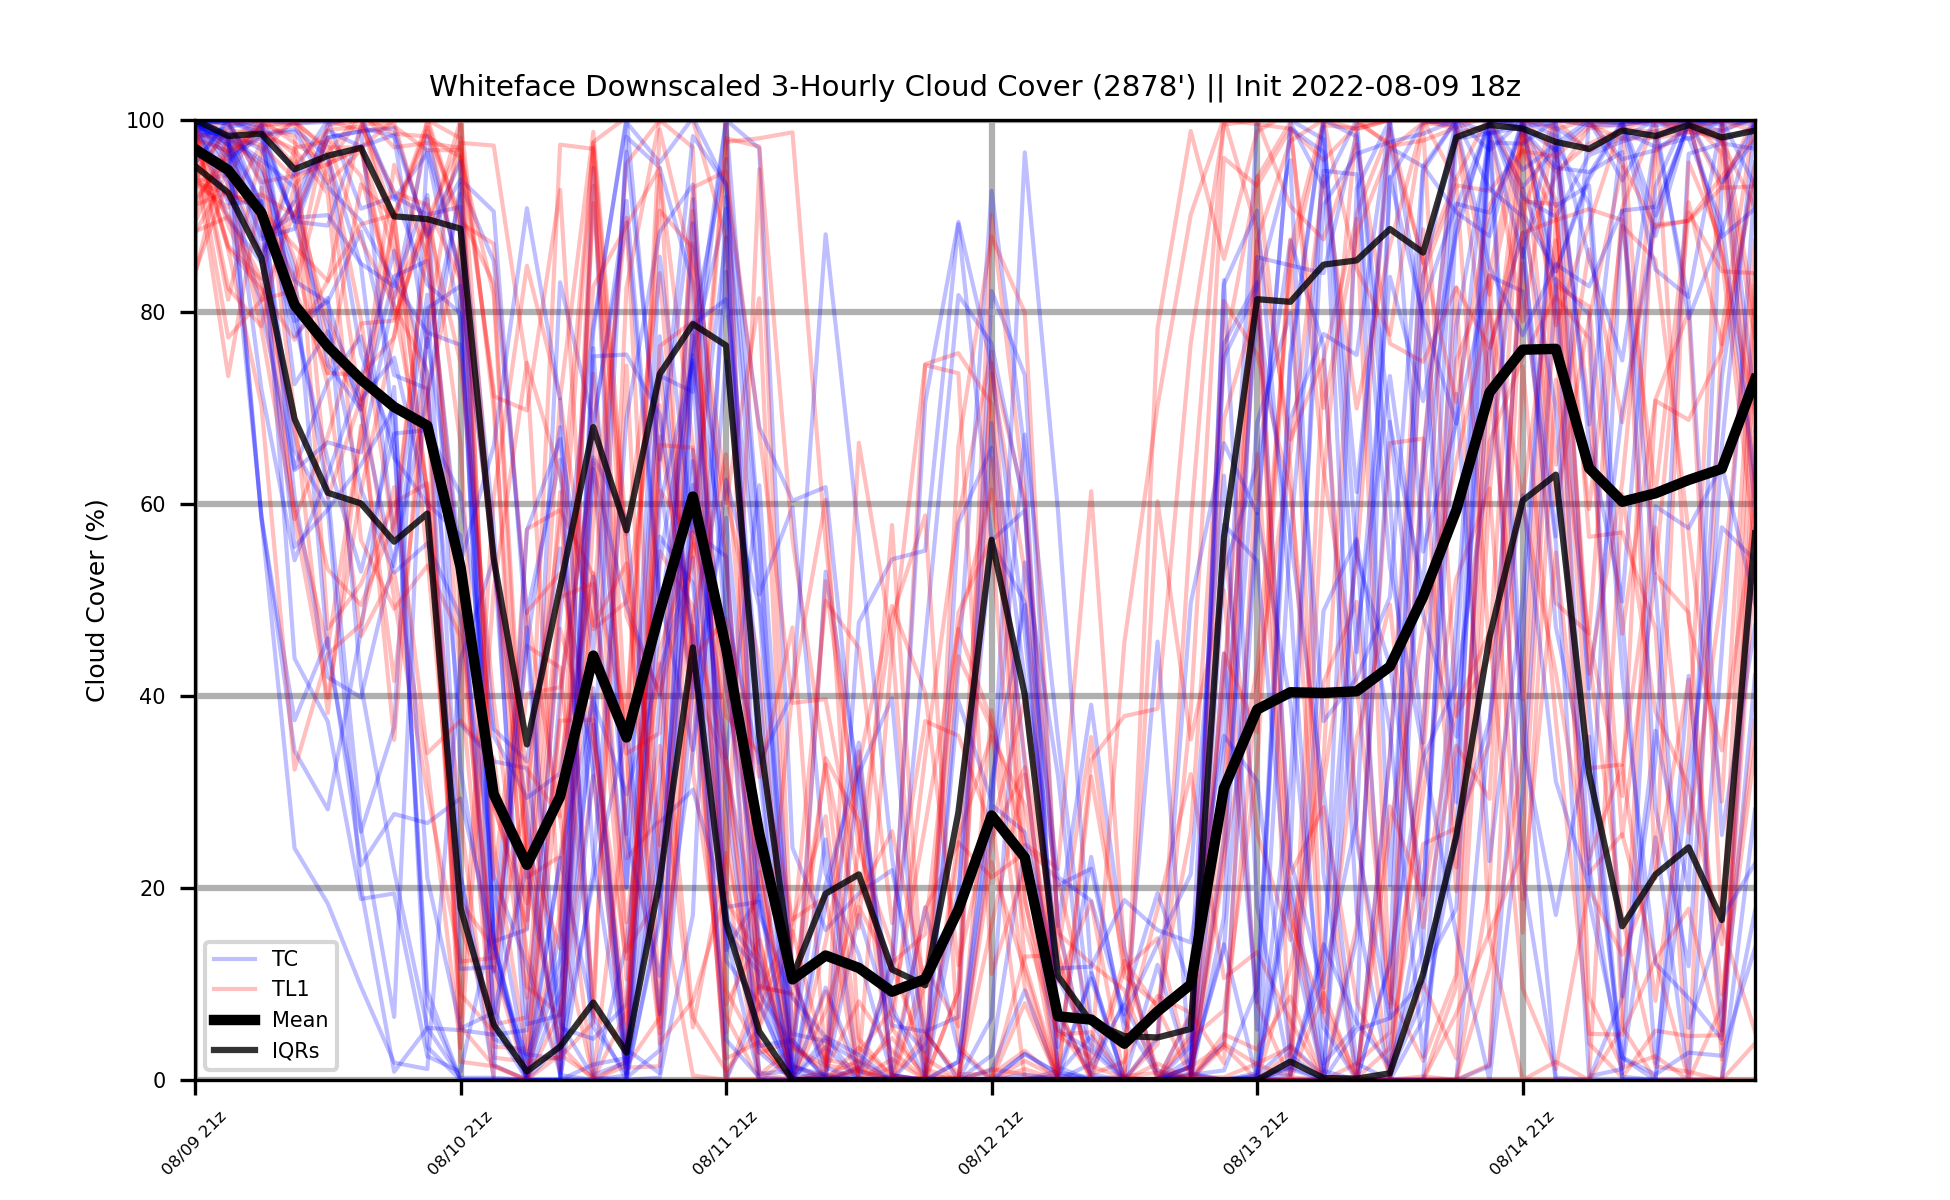 Whiteface Downscaled 3-Hourly Cloud Cover (2878') || Init 2022-08-09 18z
Cloud Cover (%)
100
80
60
40
20
0
TC
TL1
Mean
IQRs
08/09 21z
08/10 21z
08/11 21z
08/12 21z
08/13 21z
08/14 21z